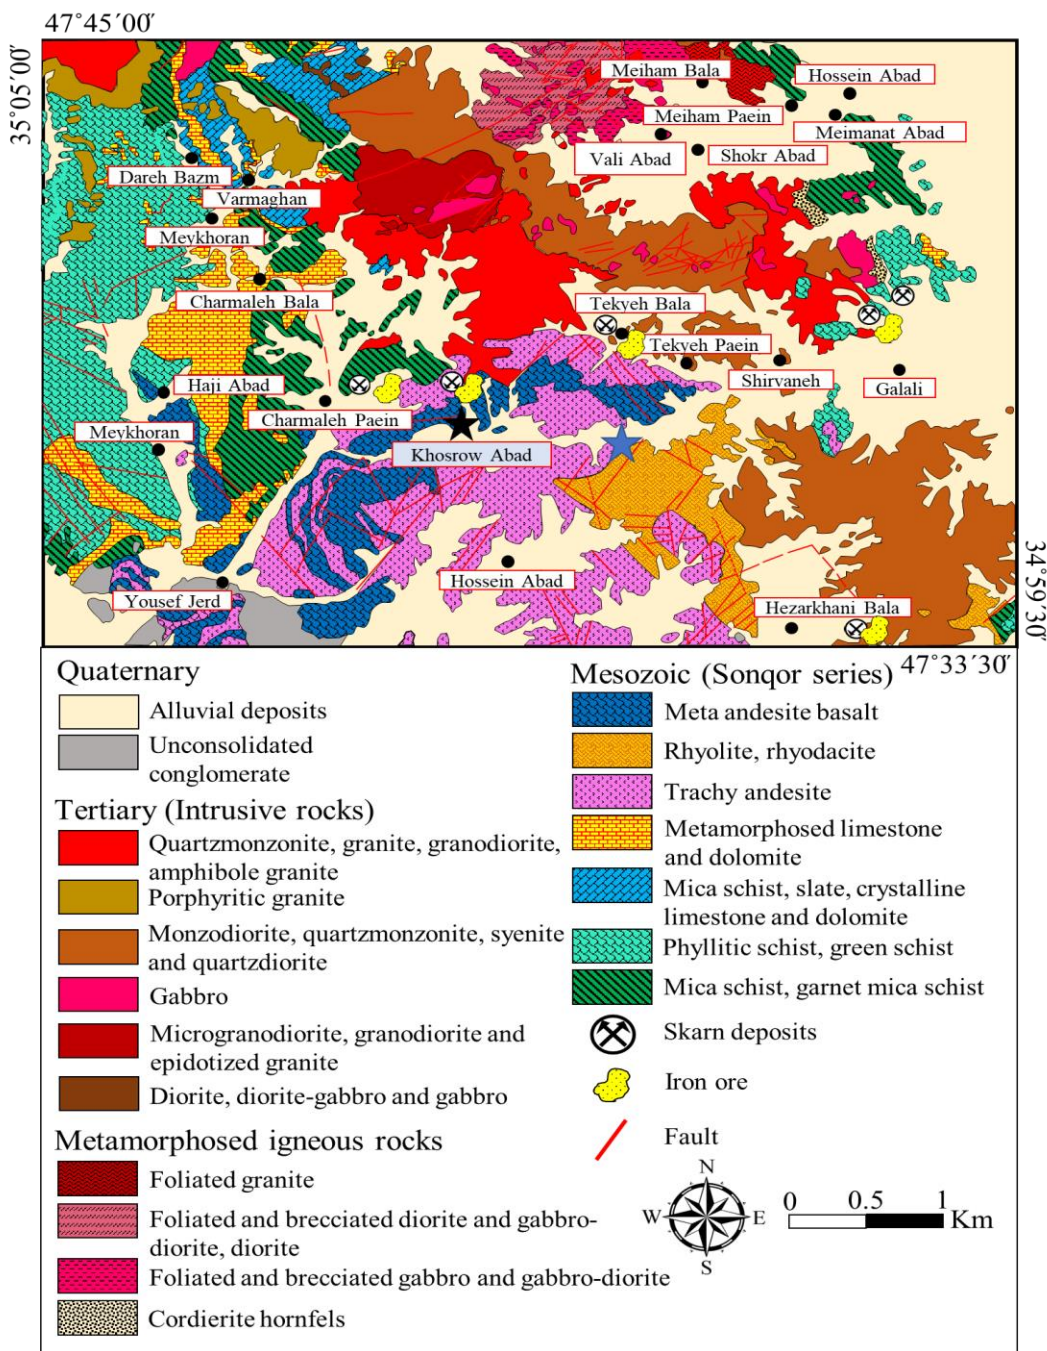 47˚45´00˝
35˚05´00˝
Meiham Bala
Hossein Abad
Meiham Paein
Meimanat Abad
Vali Abad
Shokr Abad
Dareh Bazm
Varmaghan
Meykhoran
Charmaleh Bala
Tekyeh Bala
Tekyeh Paein
Shirvaneh
Galali
Haji Abad
Charmaleh Paein
Meykhoran
Khosrow Abad
Hossein Abad
Yousef Jerd
Hezarkhani Bala
34˚59´30˝
47˚33´30˝
Quaternary
Alluvial deposits
Unconsolidated
conglomerate
Tertiary (Intrusive rocks)
Quartzmonzonite, granite, granodiorite,
amphibole granite
Porphyritic granite
Monzodiorite, quartzmonzonite, syenite
and quartzdiorite
Gabbro
Microgranodiorite, granodiorite and
epidotized granite
Diorite, diorite-gabbro and gabbro
Metamorphosed igneous rocks
Foliated granite
Foliated and brecciated diorite and gabbro-
diorite, diorite
Foliated and brecciated gabbro and gabbro-diorite
Cordierite hornfels
Mesozoic (Sonqor series)
Meta andesite basalt
Rhyolite, rhyodacite
Trachy andesite
Metamorphosed limestone
and dolomite
Mica schist, slate, crystalline
limestone and dolomite
Phyllitic schist, green schist
Mica schist, garnet mica schist
Skarn deposits
Iron ore
Fault
N
W E
S
0 0.5 1
Km